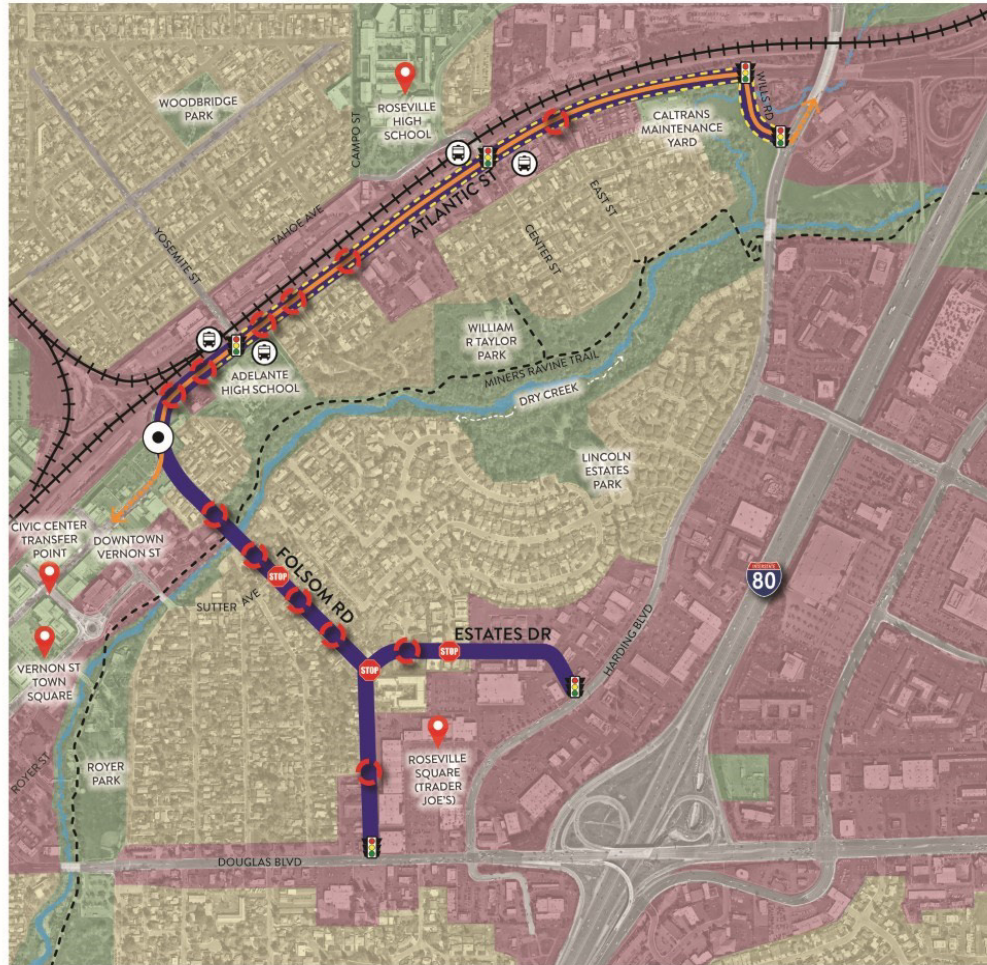 WOODBRIDGE
PARK
CAMPO ST
ROSEVILLE
HIGH
SCHOOL
WILLS RD
CALTRANS
MAINTENANCE
YARD
TAHOE AVE
ATLANTIC ST
EAST ST
CENTER ST
YOSEMITE ST
WILLIAM
R TAYLOR
PARK
ADELANTE
HIGH SCHOOL
MINERS RAVINE TRAIL
DRY CREEK
LINCOLN
ESTATES
PARK
CIVIC CENTER
TRANSFER
POINT
DOWNTOWN
VERNON ST
STOP
FOLSOM RD
SUTTER AVE
INTERSTATE
80
HARDING BLVD
ESTATES DR
STOP
STOP
VERNON ST
TOWN
SQUARE
ROYER ST
ROYER
PARK
ROSEVILLE
SQUARE
(TRADER
JOE'S)
DOUGLAS BLVD